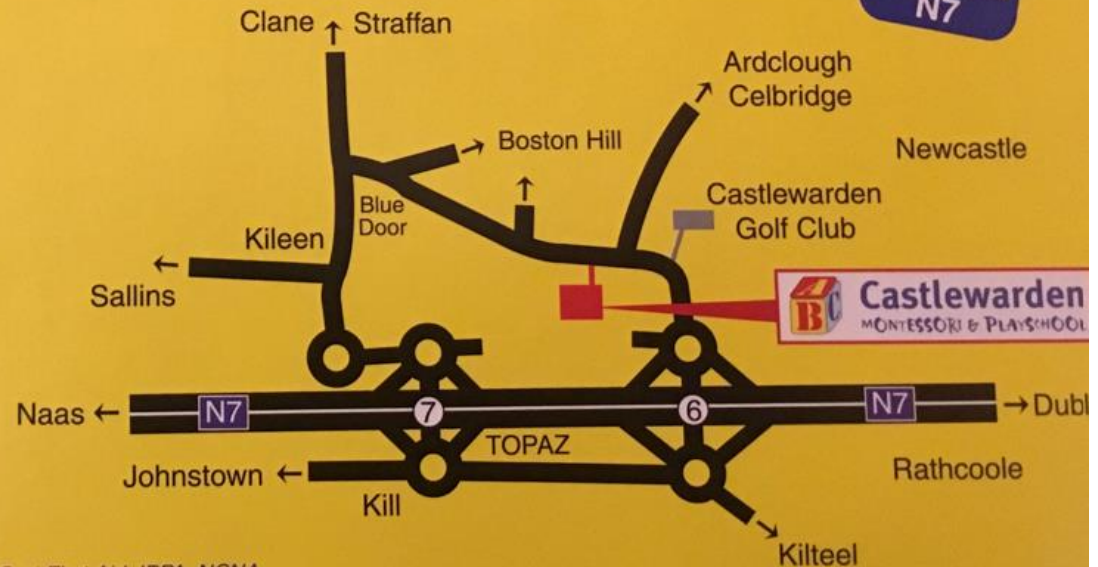 N7
Clane Straffan
Ardclough
Celbridge
Boston Hill
Newcastle
Castlewarden
Golf Club
Blue
Door
Kileen
Sallins
ABC
Castlewarden
MONTESSORI & PLAYSCHOOL
Naas
N7
7
6
N7
Dubl
TOPAZ
Johnstown
Rathcoole
Kill
Kilteel